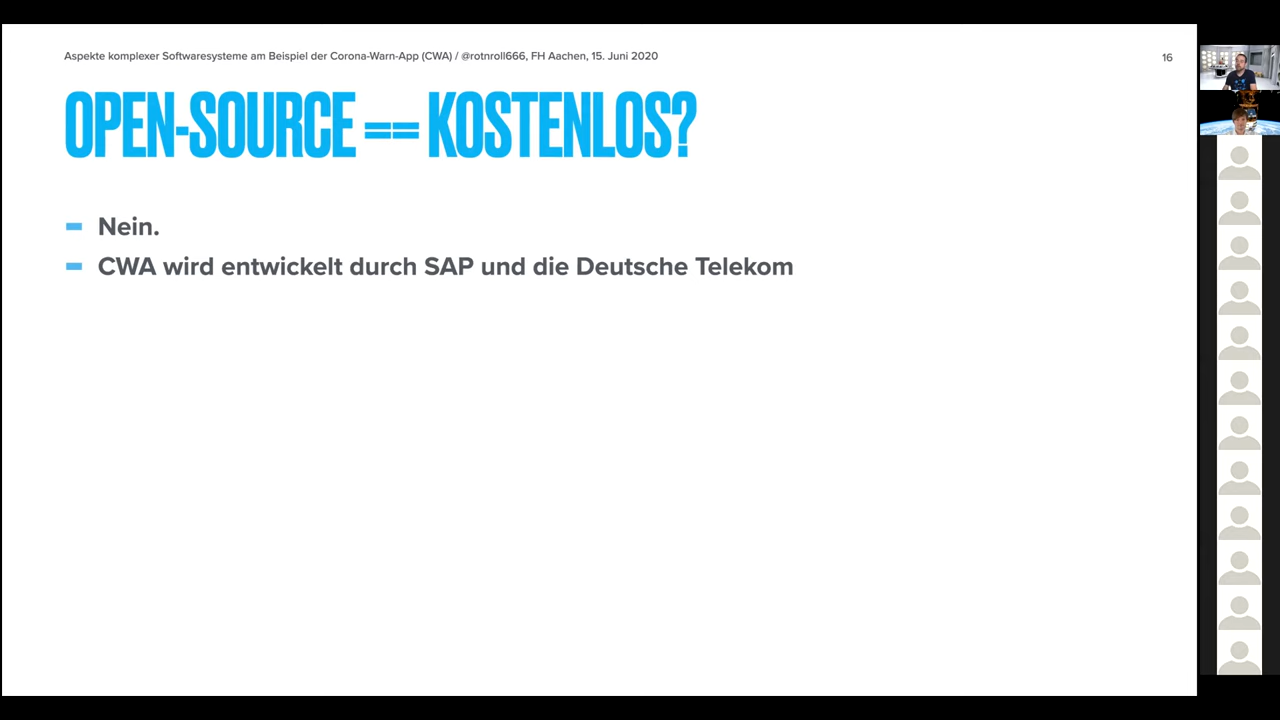 Aspekte komplexer Softwaresysteme am Beispiel der Corona-Warn-App (CWA) / @rotnroll666, FH Aachen, 15. Juni 2020
16
OPEN-SOURCE == KOSTENLOS?
Nein.
CWA wird entwickelt durch SAP und die Deutsche Telekom